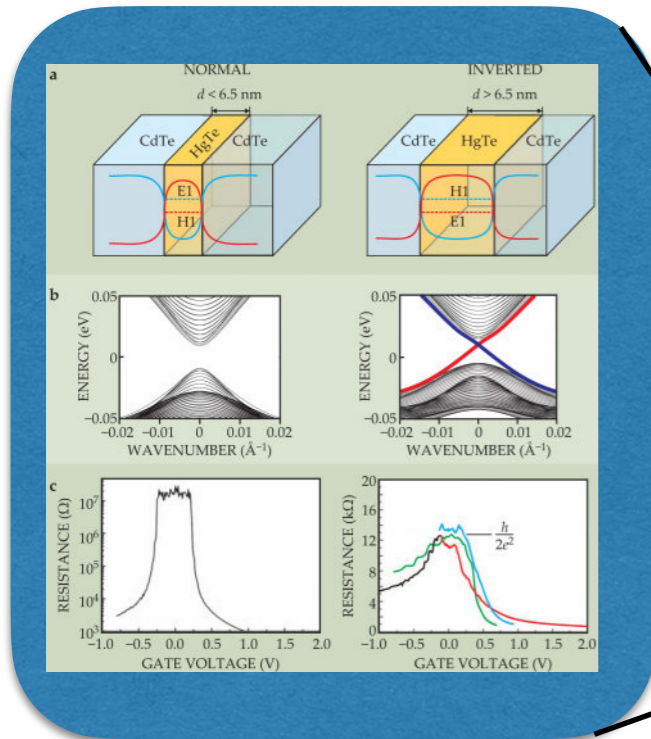 a NORMAL INVERTED
d < 6.5 nm d > 6.5 nm
CdTe HgTe CdTe CdTe HgTe CdTe
E1 H1
H1 E1
b
0.05 0.05
ENERGY (eV) 0 ENERGY (eV) 0
−0.05 −0.05
−0.02 −0.01 0 0.01 0.02 −0.02 −0.01 0 0.01 0.02
WAVENUMBER (Å⁻¹) WAVENUMBER (Å⁻¹)
c
RESISTANCE (Ω) RESISTANCE (kΩ)
10⁷ 20
10⁶ 16
10⁵ 12
10⁴ 8
10³ 4
0
h
2e²
−1.0 −0.5 0.0 0.5 1.0 1.5 2.0 −1.0 −0.5 0.0 0.5 1.0 1.5 2.0
GATE VOLTAGE (V) GATE VOLTAGE (V)